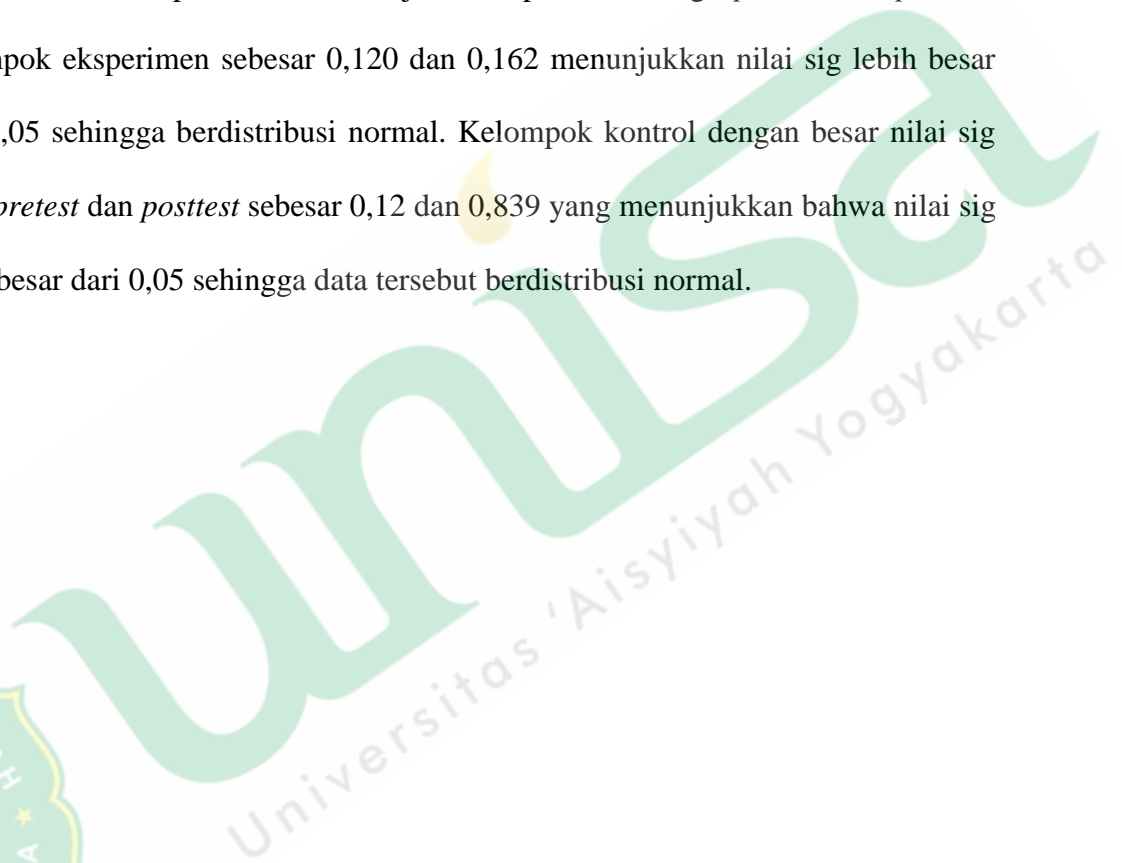 pok eksperimen sebesar 0,120 dan 0,162 menunjukkan nilai sig lebih besar
,05 sehingga berdistribusi normal. Kelompok kontrol dengan besar nilai sig
pretest dan posttest sebesar 0,12 dan 0,839 yang menunjukkan bahwa nilai sig
besar dari 0,05 sehingga data tersebut berdistribusi normal.
unisa
Universitas 'Aisyiyah Yogyakarta